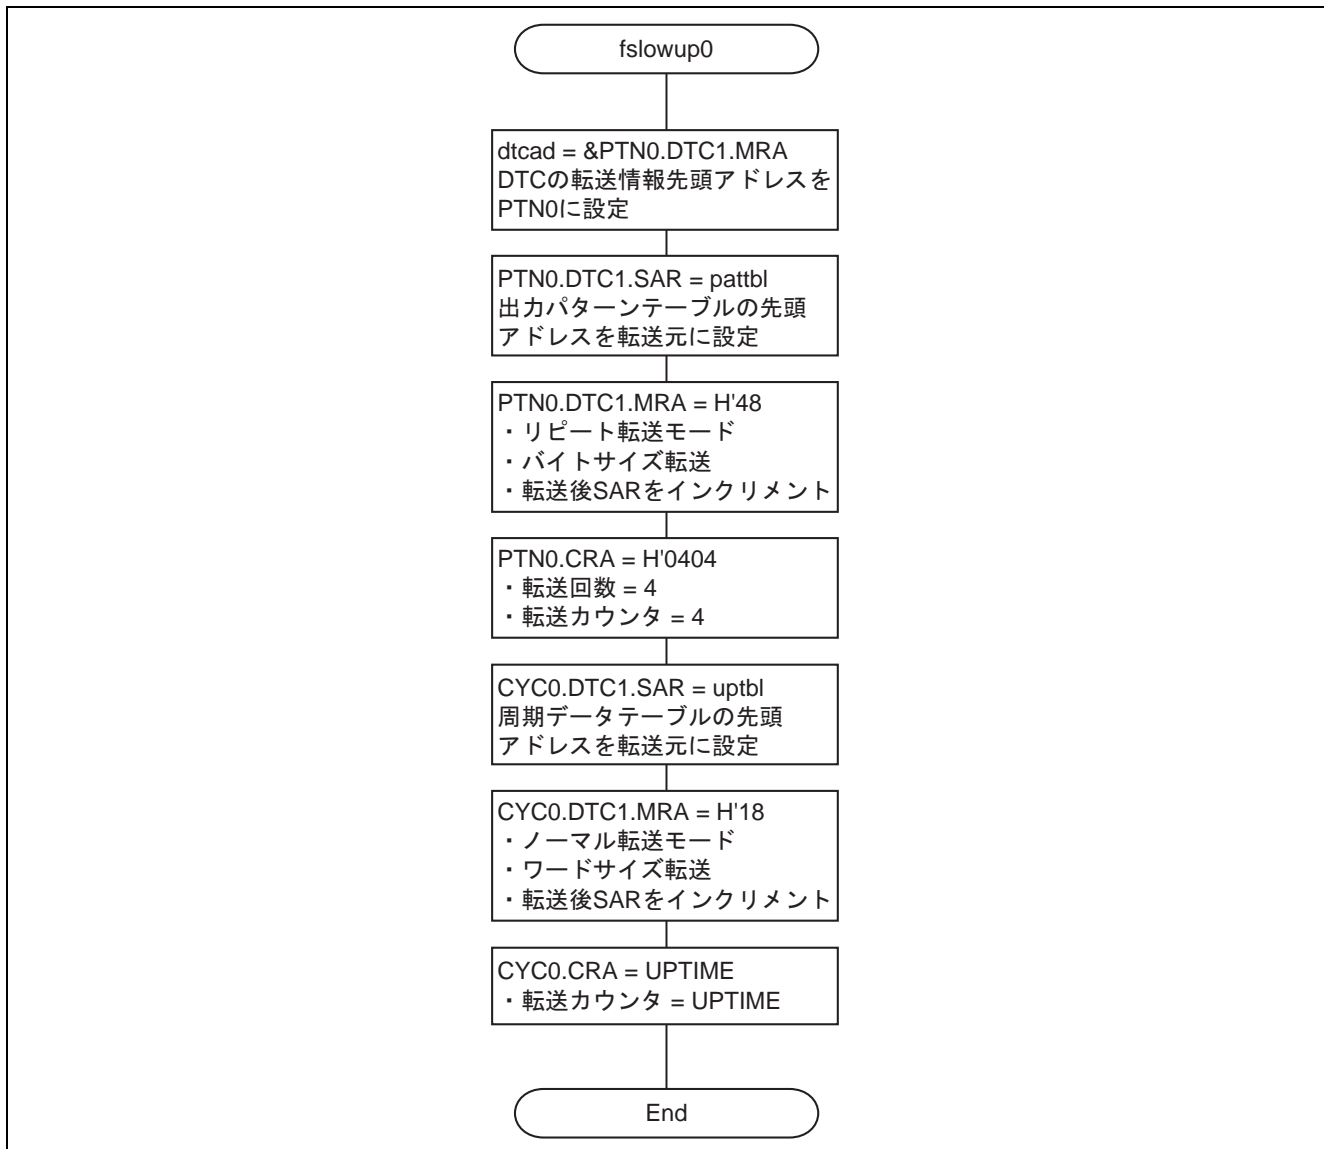 fslowup0
dtcad = &PTN0.DTC1.MRA
DTCの転送情報先頭アドレスを
PTN0に設定
PTN0.DTC1.SAR = pattbl
出力パターンテーブルの先頭
アドレスを転送元に設定
PTN0.DTC1.MRA = H'48
・リピート転送モード
・バイトサイズ転送
・転送後SARをインクリメント
PTN0.CRA = H'0404
・転送回数 = 4
・転送カウンタ = 4
CYC0.DTC1.SAR = uptbl
周期データテーブルの先頭
アドレスを転送元に設定
CYC0.DTC1.MRA = H'18
・ノーマル転送モード
・ワードサイズ転送
・転送後SARをインクリメント
CYC0.CRA = UPTIME
・転送カウンタ = UPTIME
End